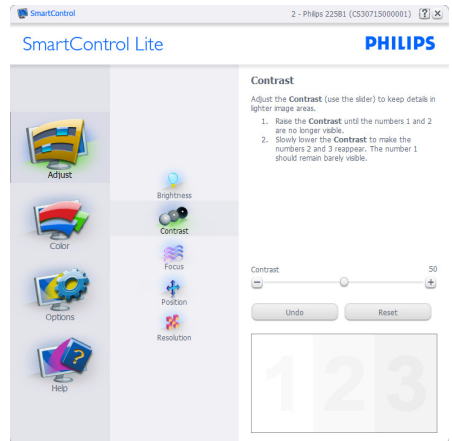 SmartControl
2 - Philips 225B1 (CS30715000001)
?
SmartControl Lite
PHILIPS
Adjust
Color
Options
Help
Brightness
Contrast
Focus
Position
Resolution
Contrast
Adjust the Contrast (use the slider) to keep details in
lighter image areas.
1. Raise the Contrast until the numbers 1 and 2
are no longer visible.
2. Slowly lower the Contrast to make the
numbers 2 and 3 reappear. The number 1
should remain barely visible.
Contrast 50
Undo Reset
1 2 3